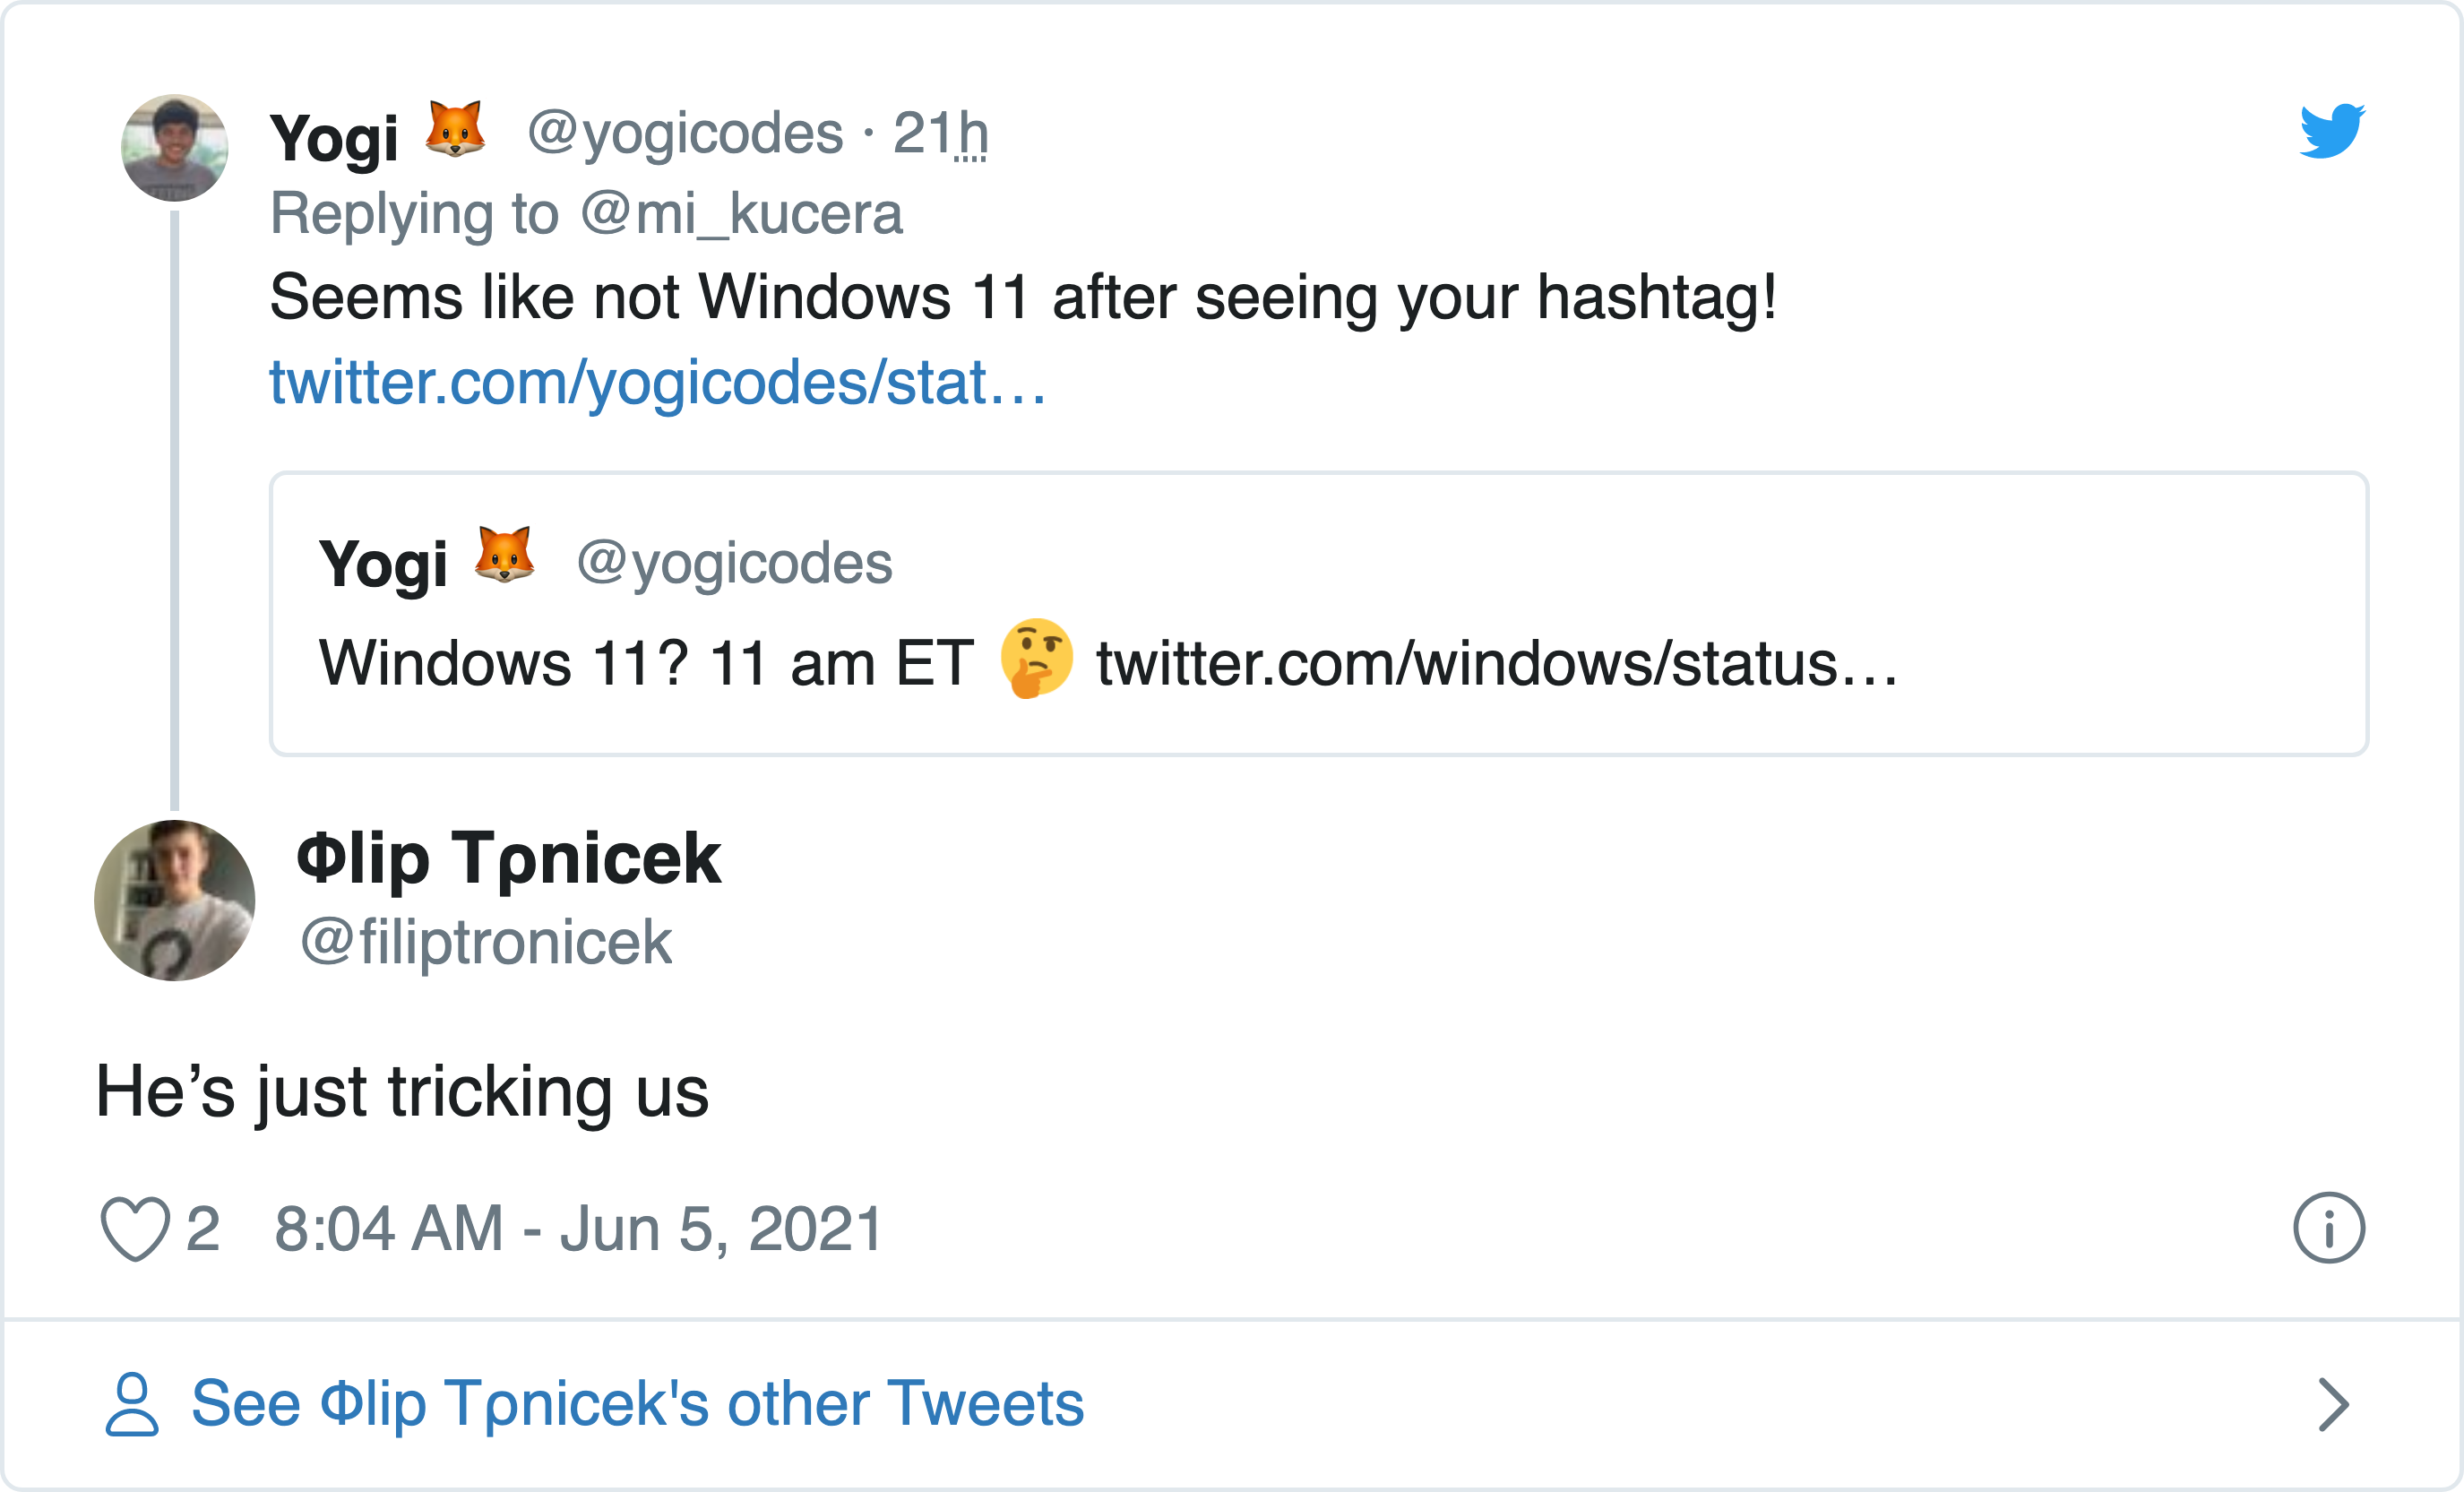 Yogi 🦊 @yogicodes · 21h
Replying to @mi_kucera
Seems like not Windows 11 after seeing your hashtag!
twitter.com/yogicodes/stat…
Yogi 🦊 @yogicodes
Windows 11? 11 am ET 🤔 twitter.com/windows/status…
Φlip Tρnicek
@filiptronicek
He’s just tricking us
2 8:04 AM - Jun 5, 2021
See Φlip Tρnicek's other Tweets